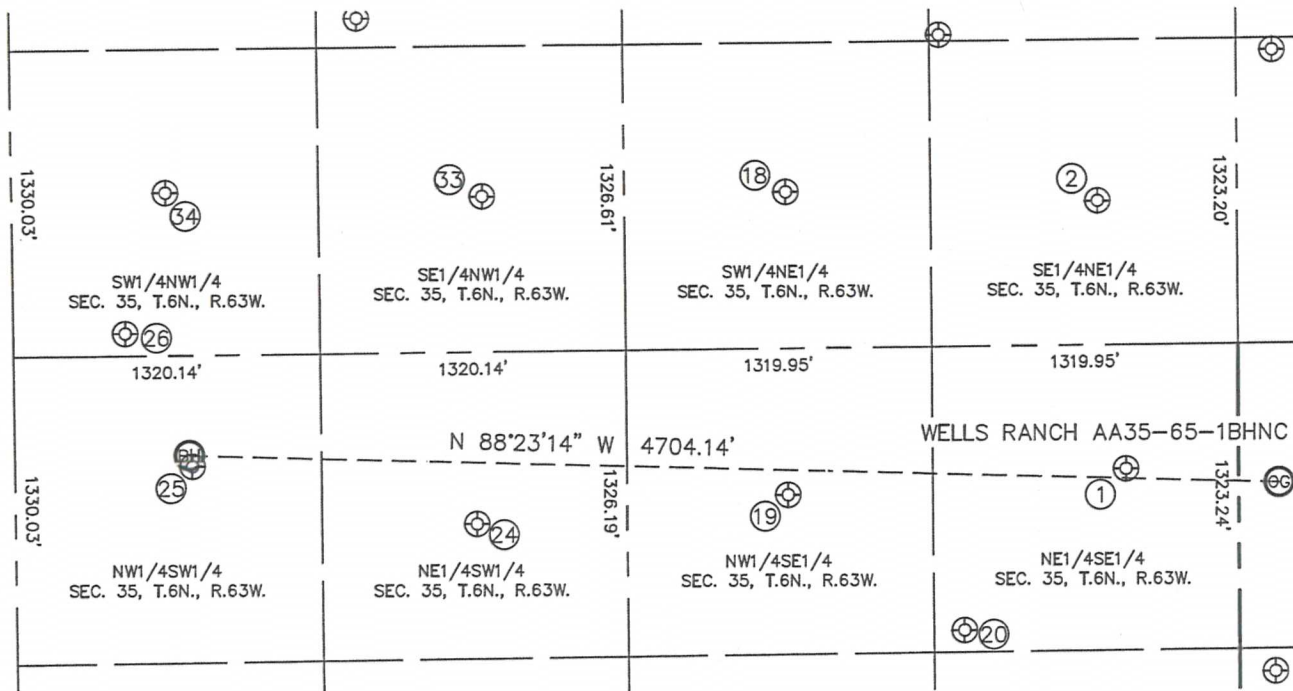 33
18
2
34
1330.03'
1326.61'
1323.20'
SW1/4NW1/4
SEC. 35, T.6N., R.63W.
SE1/4NW1/4
SEC. 35, T.6N., R.63W.
SW1/4NE1/4
SEC. 35, T.6N., R.63W.
SE1/4NE1/4
SEC. 35, T.6N., R.63W.
26
1320.14'
1320.14'
1319.95'
1319.95'
N 88°23'14" W 4704.14'
WELLS RANCH AA35-65-1BHNC
BH
OG
25
1
19
24
1330.03'
1326.19'
1323.24'
NW1/4SW1/4
SEC. 35, T.6N., R.63W.
NE1/4SW1/4
SEC. 35, T.6N., R.63W.
NW1/4SE1/4
SEC. 35, T.6N., R.63W.
NE1/4SE1/4
SEC. 35, T.6N., R.63W.
20